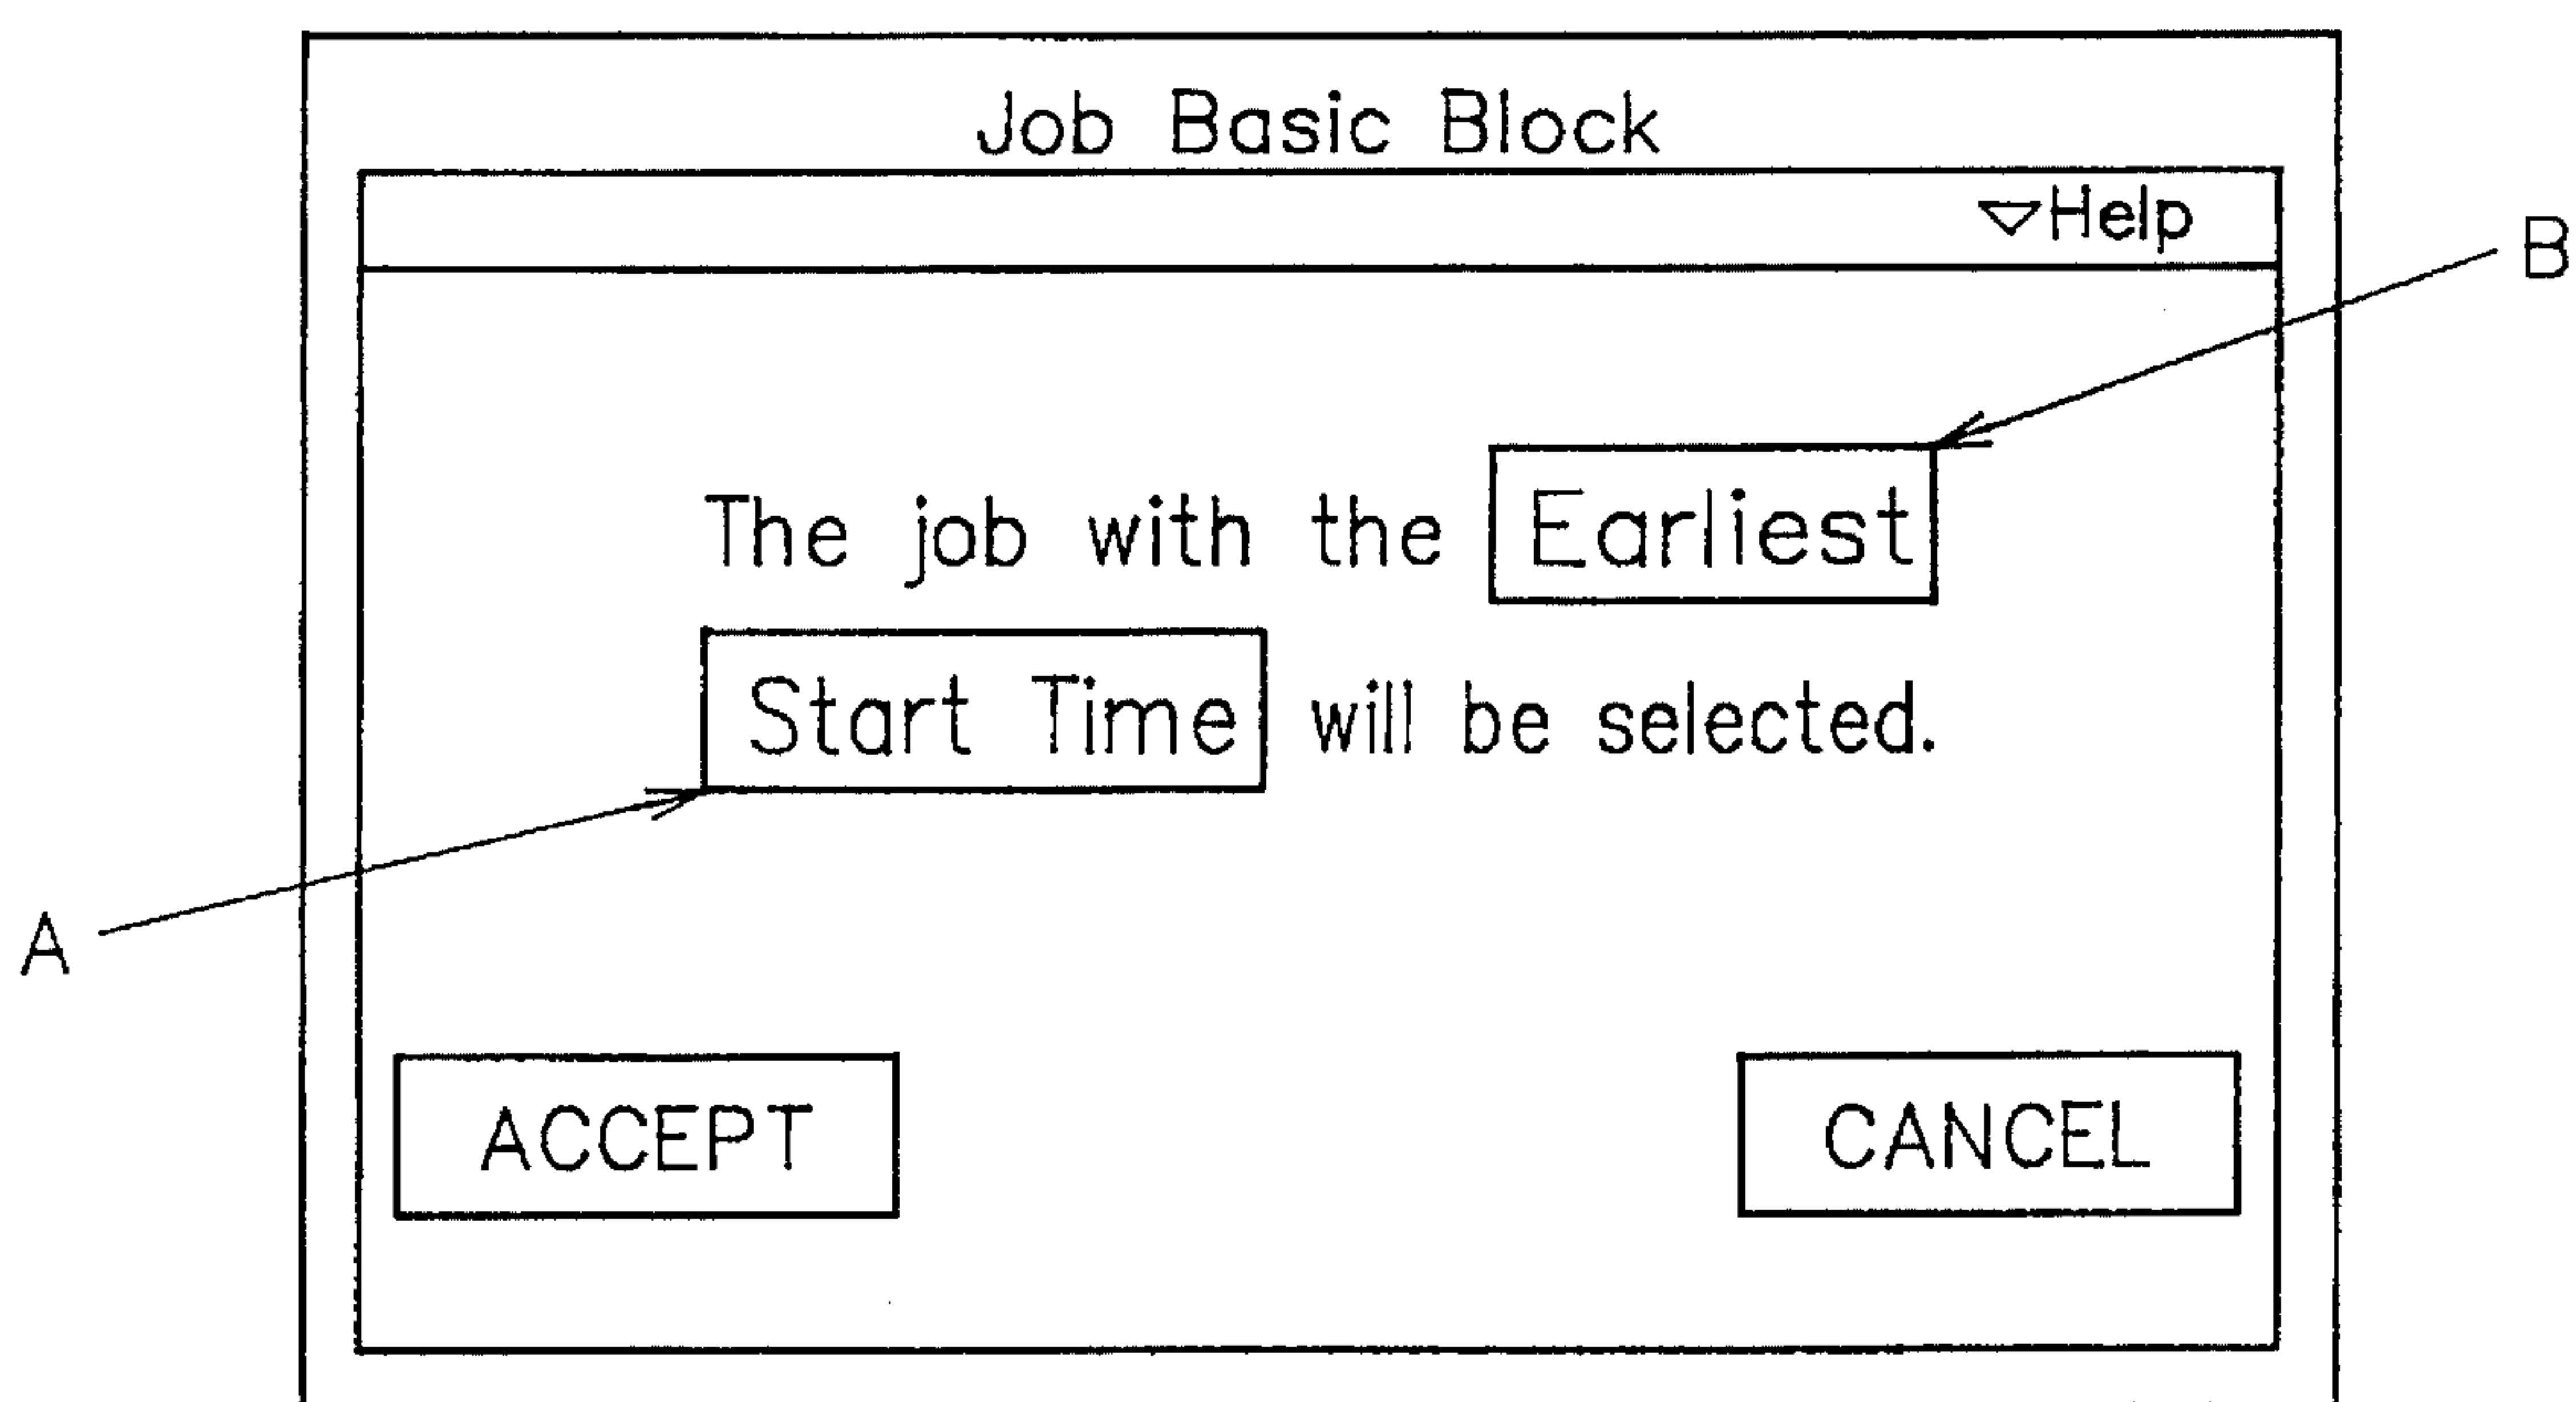 Job Basic Block
▽Help
B
The job with the Earliest
Start Time will be selected.
A
ACCEPT
CANCEL